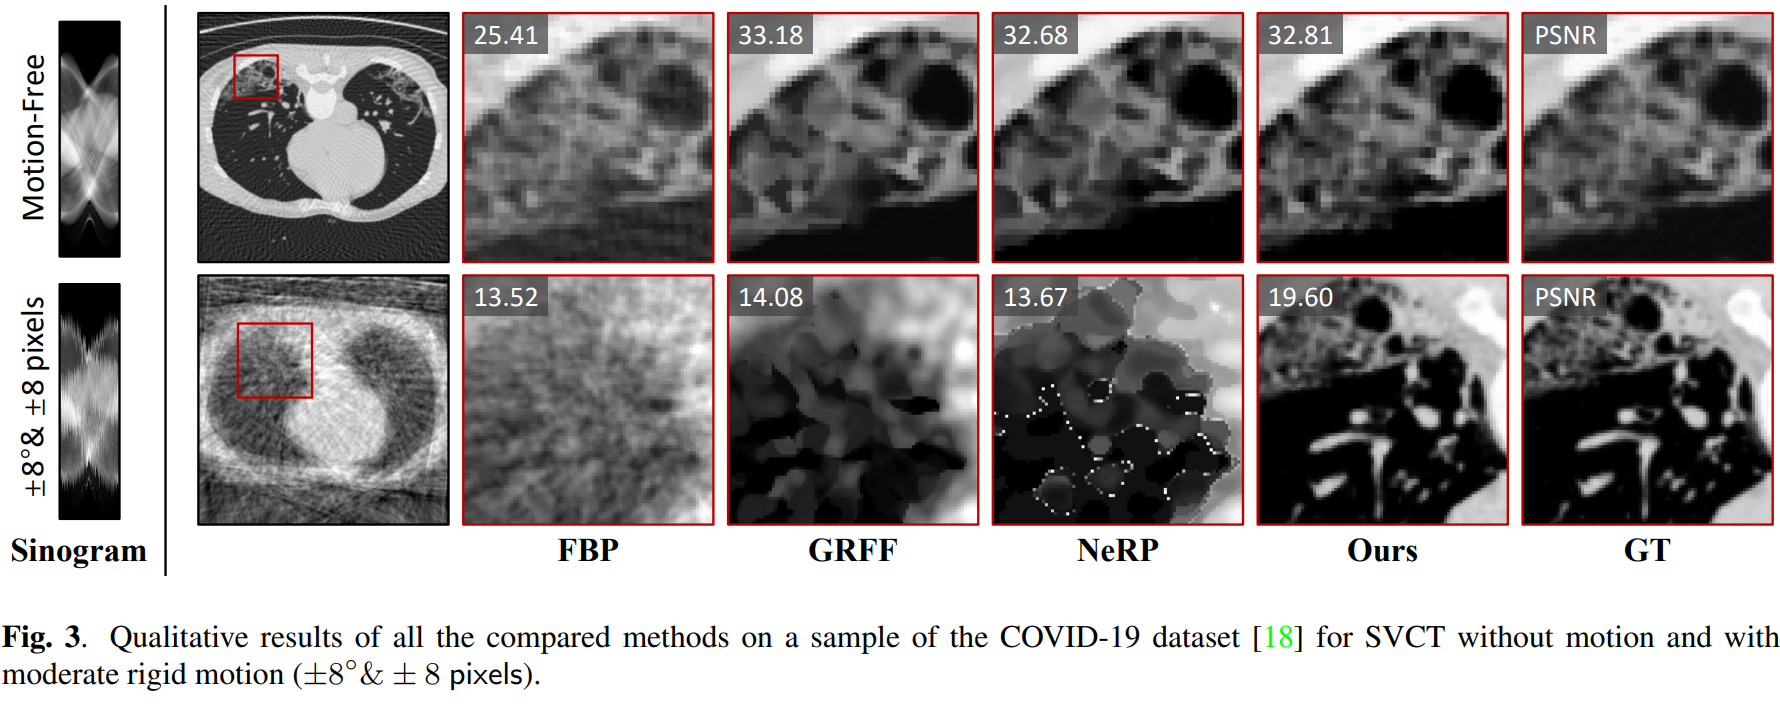 Motion-Free
25.41
33.18
32.68
32.81
PSNR
±8°& ±8 pixels
13.52
14.08
13.67
19.60
PSNR
Sinogram
FBP
GRFF
NeRP
Ours
GT
Fig. 3. Qualitative results of all the compared methods on a sample of the COVID-19 dataset [18] for SVCT without motion and with
moderate rigid motion (±8°& ± 8 pixels).